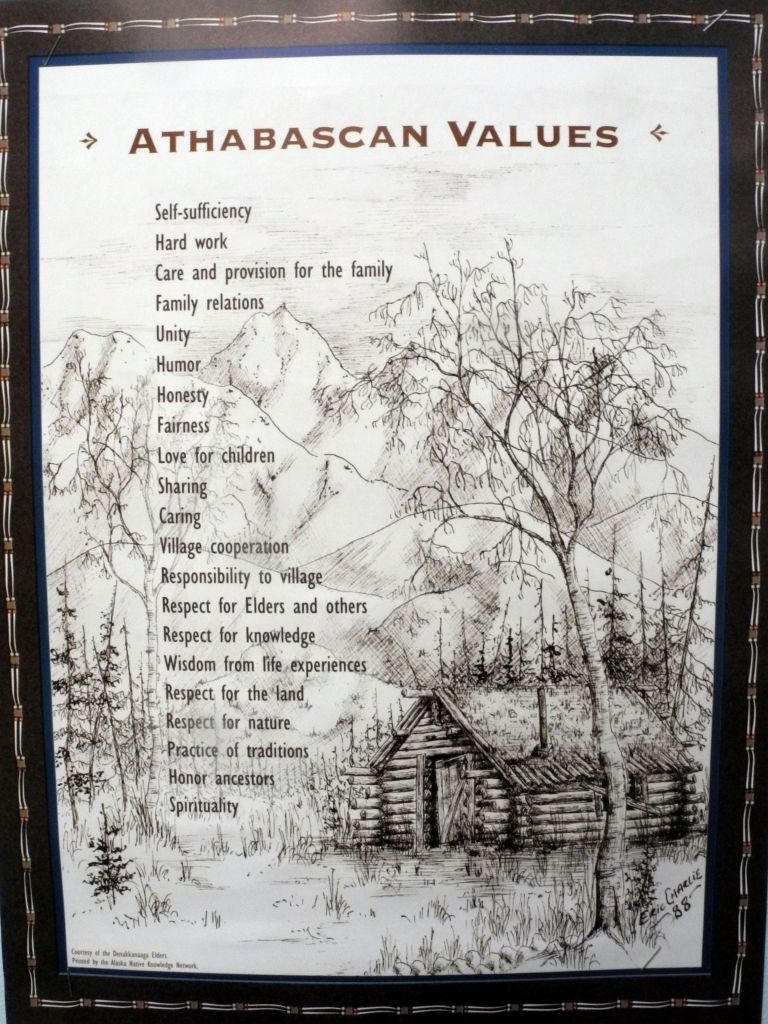 ATHABASCAN VALUES
Self-sufficiency
Hard work
Care and provision for the family
Family relations
Unity
Humor
Honesty
Fairness
Love for children
Sharing
Caring
Village cooperation
Responsibility to village
Respect for Elders and others
Respect for knowledge
Wisdom from life experiences
Respect for the land
Respect for nature
Practice of traditions
Honor ancestors
Spirituality
ERIC CHARLIE
88
Courtesy of the Denakkanaaga Elders.
Printed by the Alaska Native Knowledge Network.